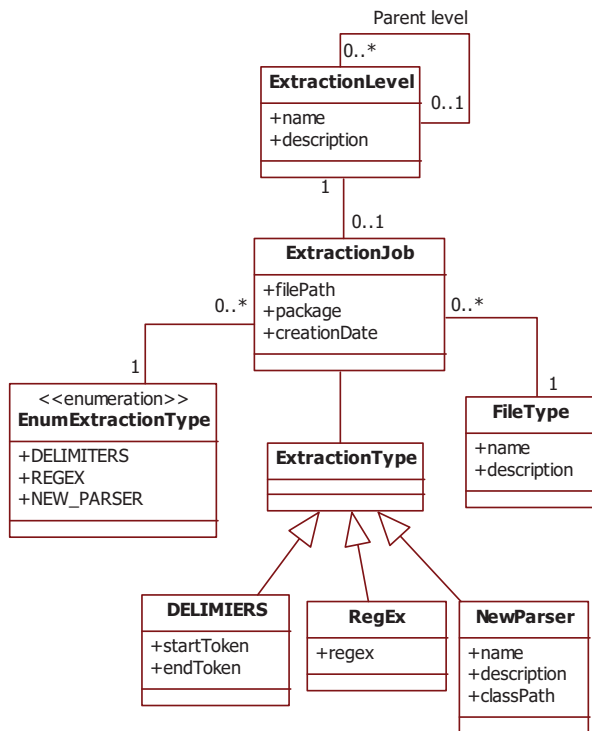 Parent level
0..*
ExtractionLevel
0..1
+name
+description
1
0..1
ExtractionJob
+filePath
+package
+creationDate
0..*
0..*
1
1
<<enumeration>>
EnumExtractionType
+DELIMITERS
+REGEX
+NEW_PARSER
FileType
+name
+description
ExtractionType
DELIMIERS
+startToken
+endToken
RegEx
+regex
NewParser
+name
+description
+classPath